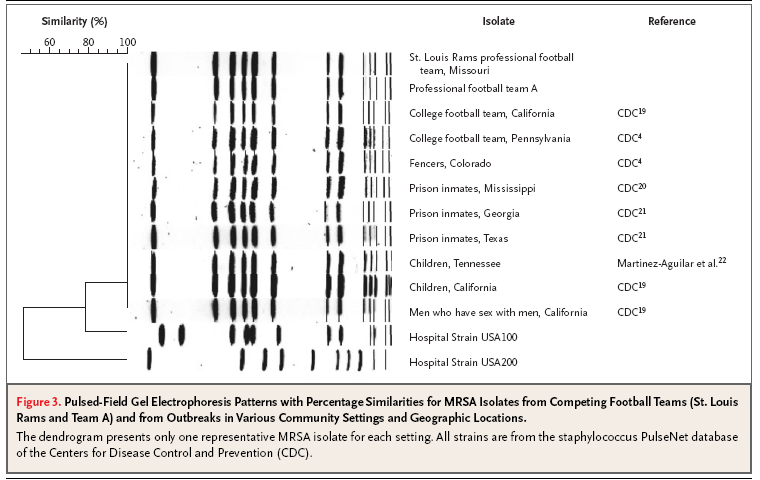 Similarity (%)
Isolate
Reference
60 80 100
St. Louis Rams professional football
team, Missouri
Professional football team A
College football team, California CDC19
College football team, Pennsylvania CDC4
Fencers, Colorado CDC4
Prison inmates, Mississippi CDC20
Prison inmates, Georgia CDC21
Prison inmates, Texas CDC21
Children, Tennessee Martinez-Aguilar et al.22
Children, California CDC19
Men who have sex with men, California CDC19
Hospital Strain USA100
Hospital Strain USA200
Figure 3. Pulsed-Field Gel Electrophoresis Patterns with Percentage Similarities for MRSA Isolates from Competing Football Teams (St. Louis
Rams and Team A) and from Outbreaks in Various Community Settings and Geographic Locations.
The dendrogram presents only one representative MRSA isolate for each setting. All strains are from the staphylococcus PulseNet database
of the Centers for Disease Control and Prevention (CDC).